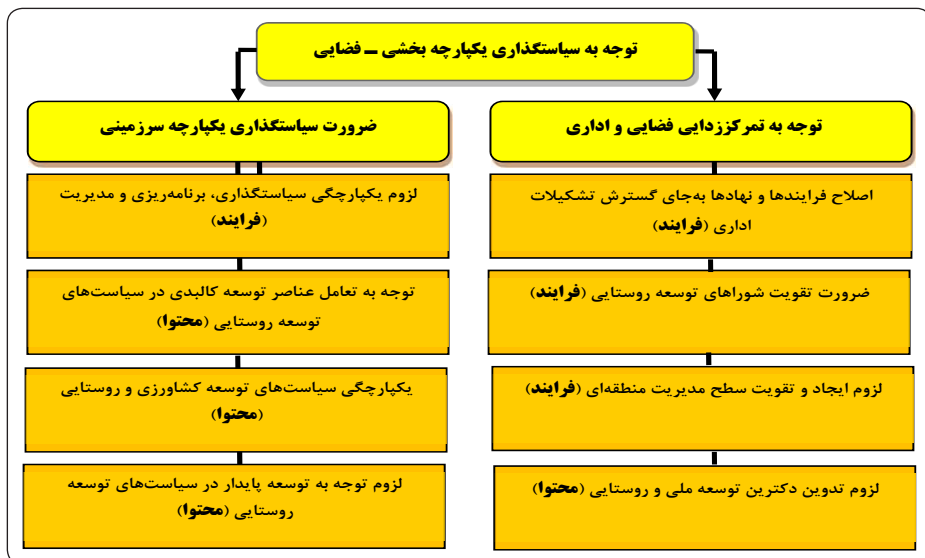 توجه به سیاستگذاری یکپارچه بخشی ــ فضایی
توجه به تمرکززدایی فضایی و اداری
اصلاح فرایندها و نهادها به‌جای گسترش تشکیلات
اداری (فرایند)
ضرورت تقویت شوراهای توسعه روستایی (فرایند)
لزوم ایجاد و تقویت سطح مدیریت منطقه‌ای (فرایند)
لزوم تدوین دکترین توسعه ملی و روستایی (محتوا)
ضرورت سیاستگذاری یکپارچه سرزمینی
لزوم یکپارچگی سیاستگذاری، برنامه‌ریزی و مدیریت
(فرایند)
توجه به تعامل عناصر توسعه کالبدی در سیاست‌های
توسعه روستایی (محتوا)
یکپارچگی سیاست‌های توسعه کشاورزی و روستایی
(محتوا)
لزوم توجه به توسعه پایدار در سیاست‌های توسعه
روستایی (محتوا)